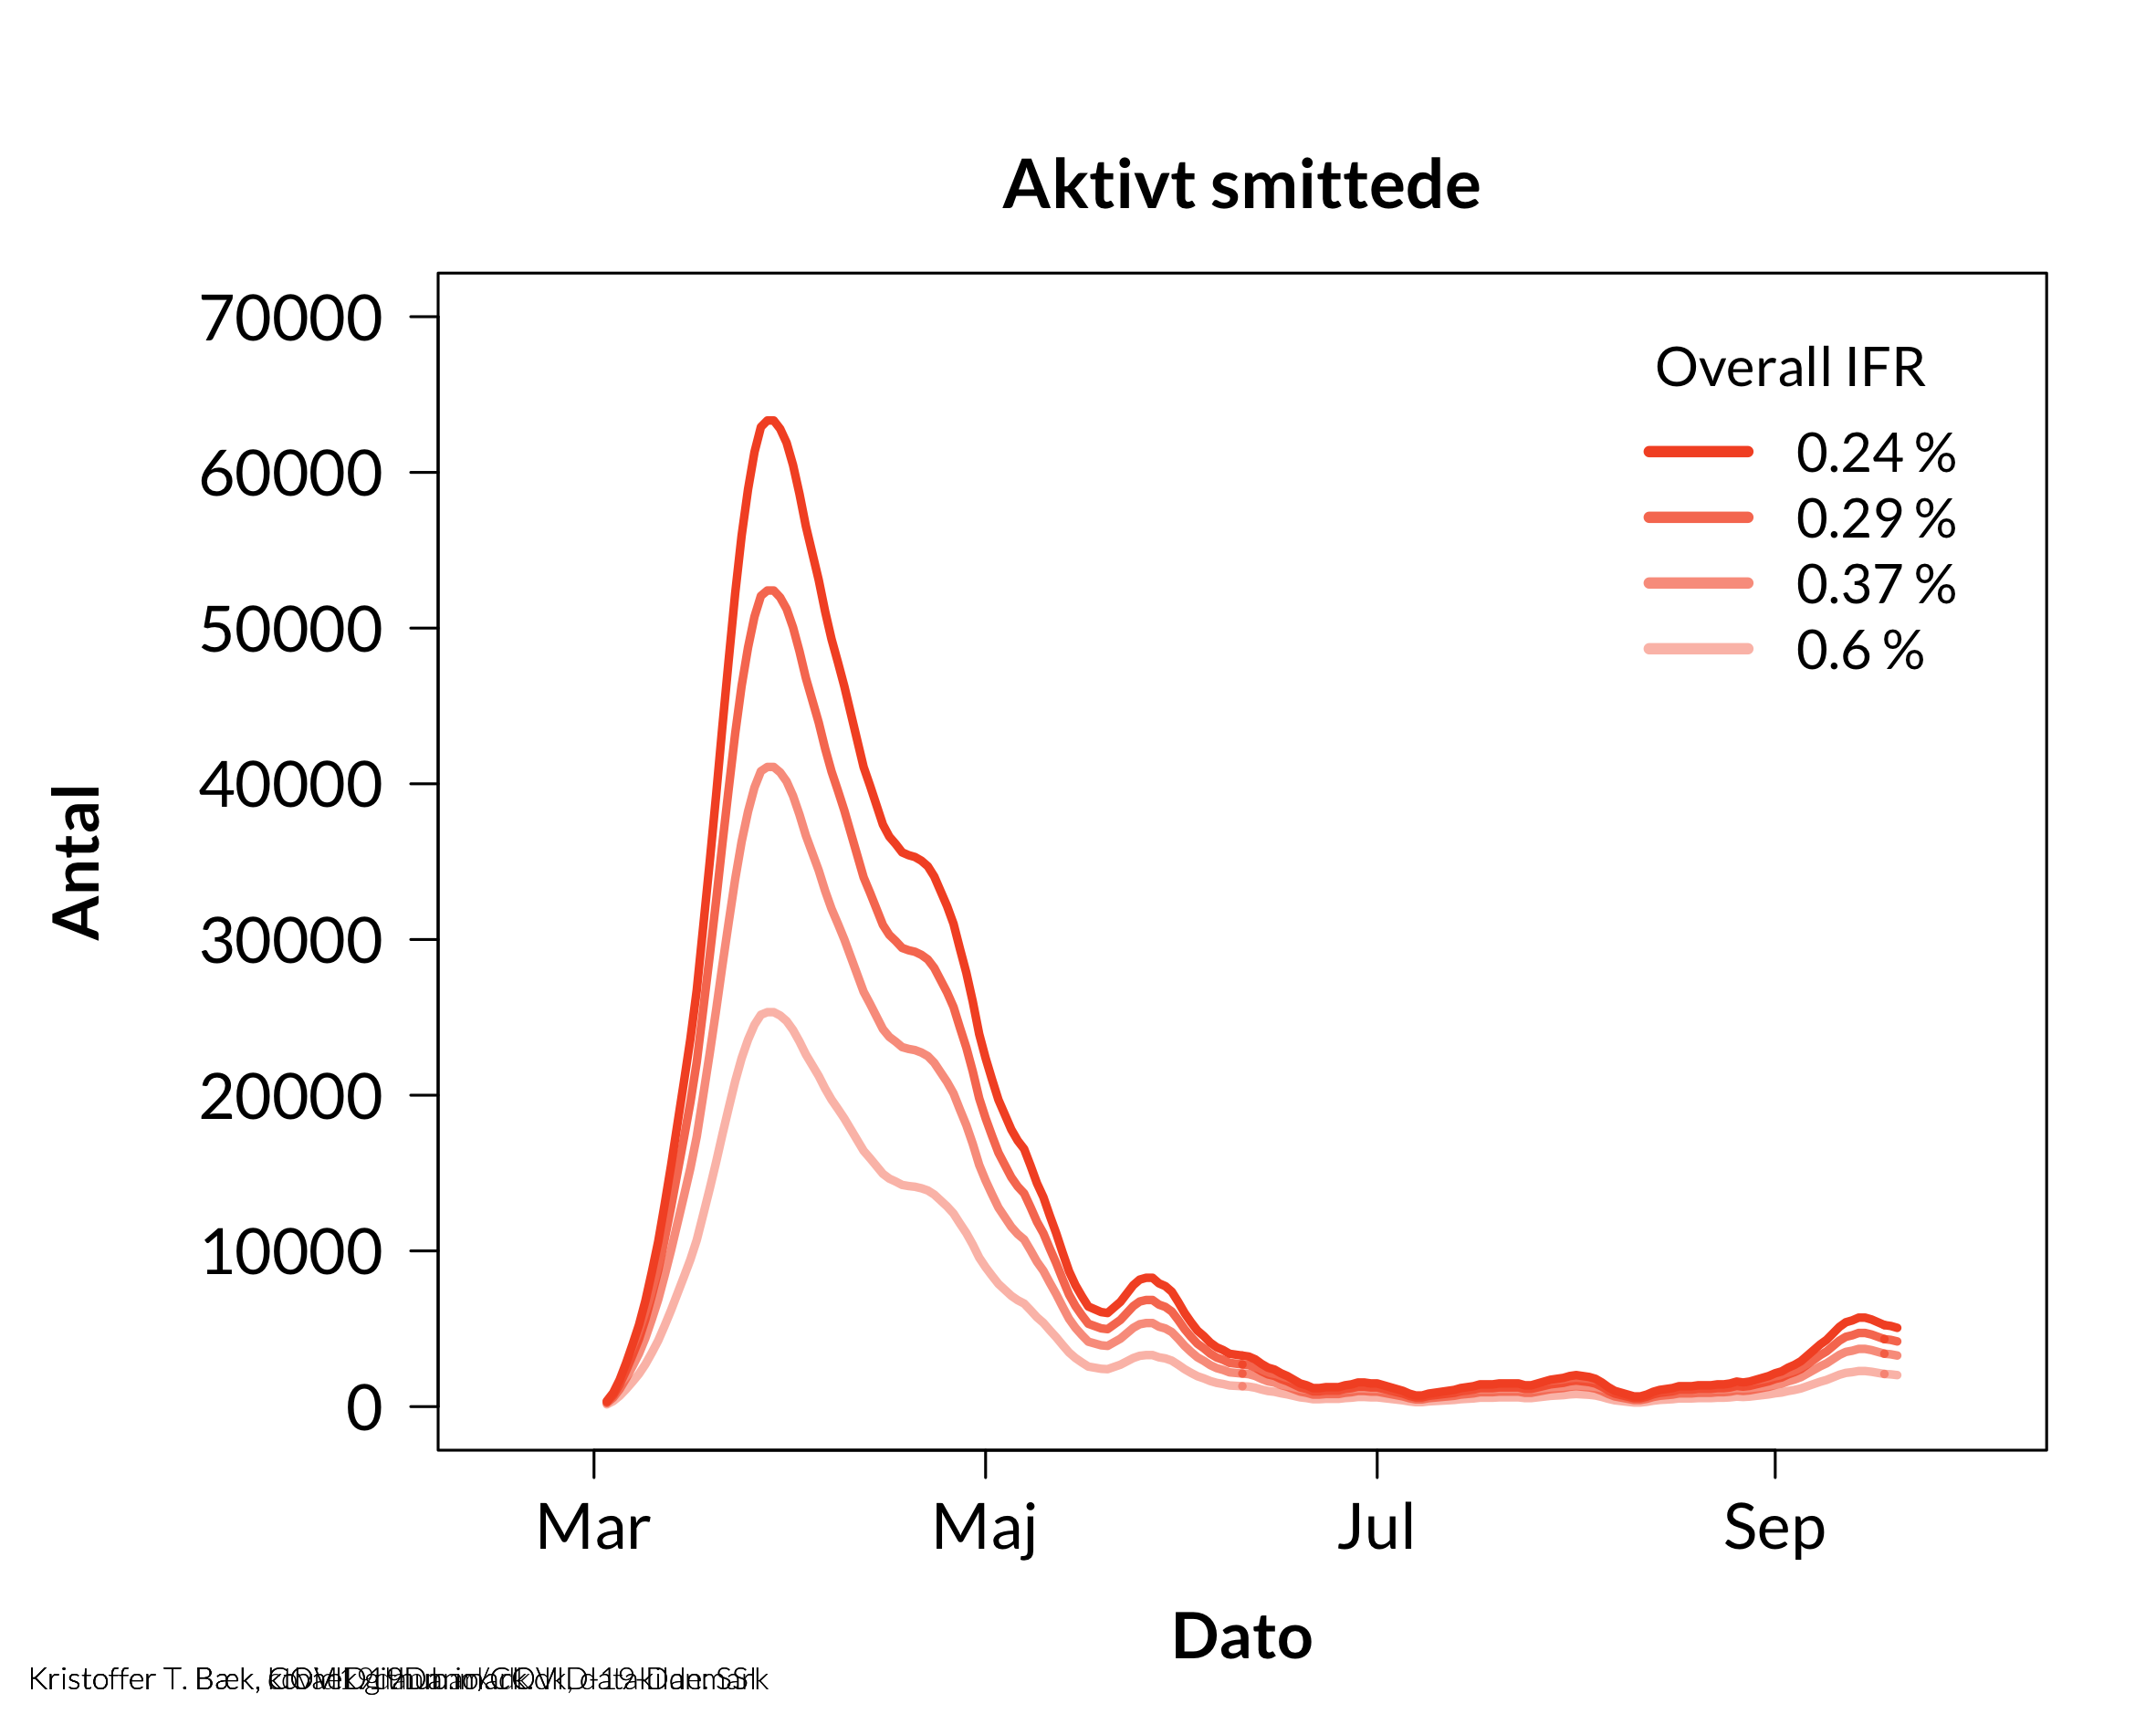 Aktivt smittede
Antal
70000
60000
50000
40000
30000
20000
10000
0
Overall IFR
0.24 %
0.29 %
0.37 %
0.6 %
Mar Maj Jul Sep
Dato
Kristoffer T. Bæk,